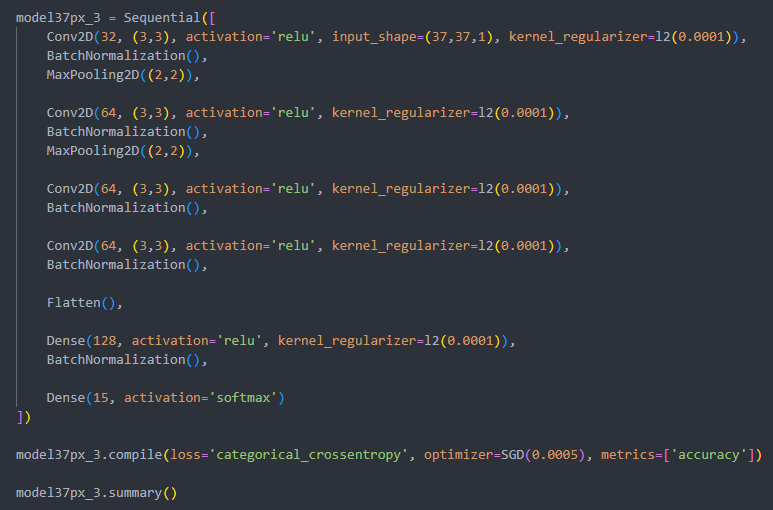 model37px_3 = Sequential([
    Conv2D(32, (3,3), activation='relu', input_shape=(37,37,1), kernel_regularizer=l2(0.0001)),
    BatchNormalization(),
    MaxPooling2D((2,2)),

    Conv2D(64, (3,3), activation='relu', kernel_regularizer=l2(0.0001)),
    BatchNormalization(),
    MaxPooling2D((2,2)),

    Conv2D(64, (3,3), activation='relu', kernel_regularizer=l2(0.0001)),
    BatchNormalization(),

    Conv2D(64, (3,3), activation='relu', kernel_regularizer=l2(0.0001)),
    BatchNormalization(),

    Flatten(),

    Dense(128, activation='relu', kernel_regularizer=l2(0.0001)),
    BatchNormalization(),

    Dense(15, activation='softmax')
])

model37px_3.compile(loss='categorical_crossentropy', optimizer=SGD(0.0005), metrics=['accuracy'])

model37px_3.summary()